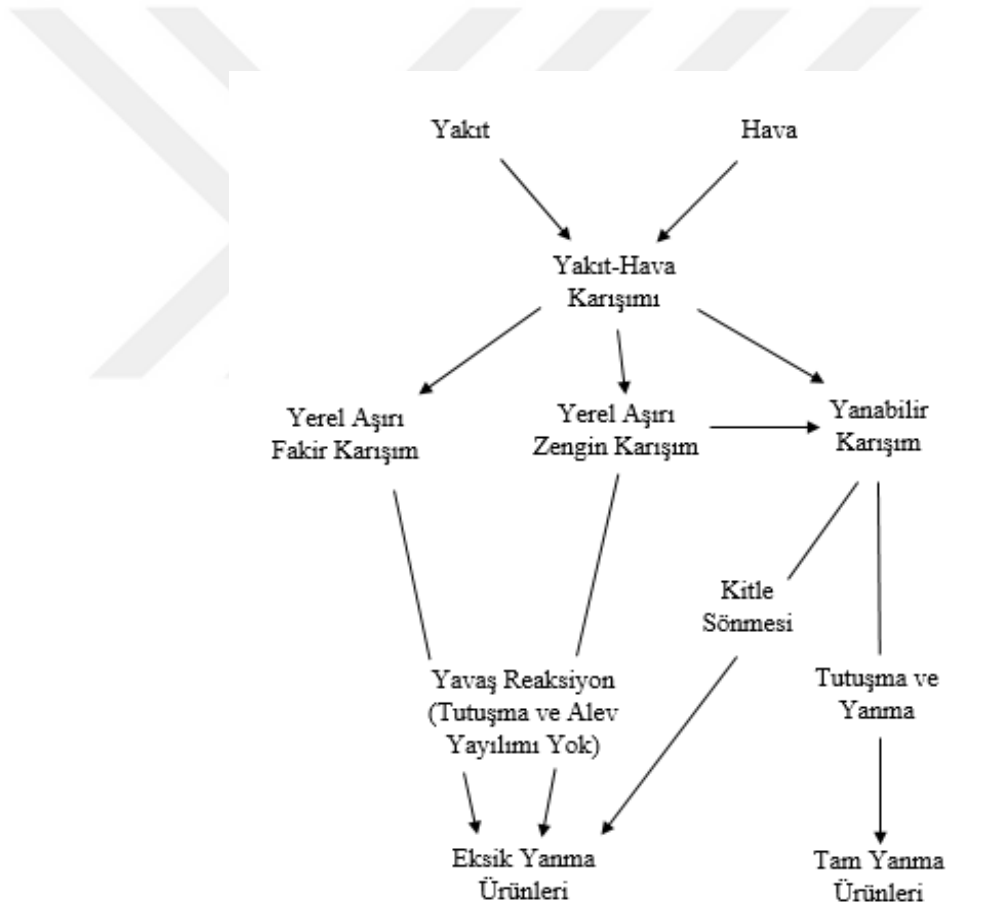 Yakıt
Hava
Yakıt-Hava
Karışımı
Yerel Aşırı
Fakir Karışım
Yerel Aşırı
Zengin Karışım
Yanabilir
Karışım
Kitle
Sönmesi
Yavaş Reaksiyon
(Tutuşma ve Alev
Yayılımı Yok)
Tutuşma ve
Yanma
Eksik Yanma
Ürünleri
Tam Yanma
Ürünleri